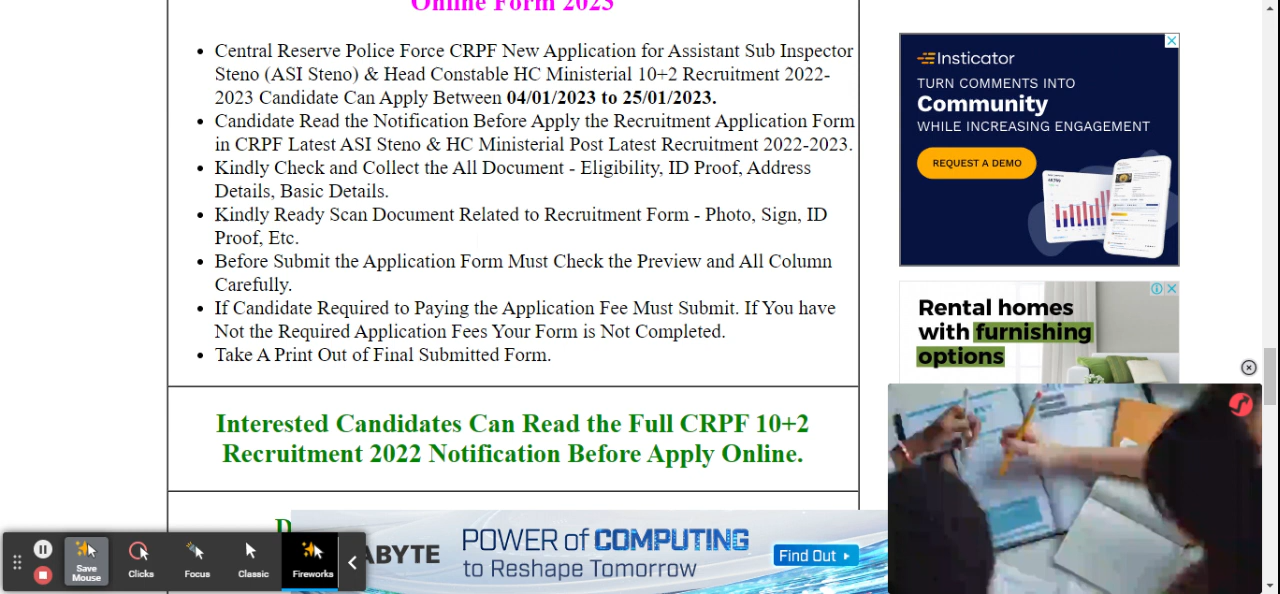 Online Form 2023
Central Reserve Police Force CRPF New Application for Assistant Sub Inspector
Steno (ASI Steno) & Head Constable HC Ministerial 10+2 Recruitment 2022-
2023 Candidate Can Apply Between 04/01/2023 to 25/01/2023.
Candidate Read the Notification Before Apply the Recruitment Application Form
in CRPF Latest ASI Steno & HC Ministerial Post Latest Recruitment 2022-2023.
Kindly Check and Collect the All Document - Eligibility, ID Proof, Address
Details, Basic Details.
Kindly Ready Scan Document Related to Recruitment Form - Photo, Sign, ID
Proof, Etc.
Before Submit the Application Form Must Check the Preview and All Column
Carefully.
If Candidate Required to Paying the Application Fee Must Submit. If You have
Not the Required Application Fees Your Form is Not Completed.
Take A Print Out of Final Submitted Form.
Interested Candidates Can Read the Full CRPF 10+2
Recruitment 2022 Notification Before Apply Online.
D
Insticator
TURN COMMENTS INTO
Community
WHILE INCREASING ENGAGEMENT
REQUEST A DEMO
Rental homes
with furnishing
options
ABYTE
POWER of COMPUTING
to Reshape Tomorrow
Find Out
Save
Mouse
Clicks
Focus
Classic
Fireworks